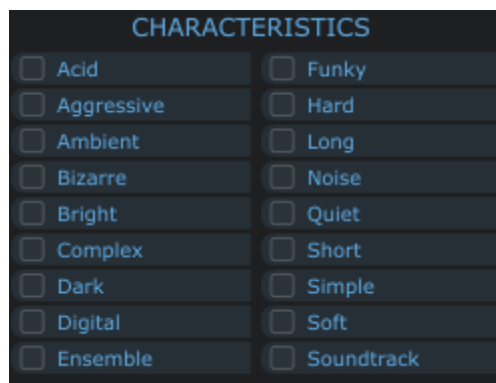 CHARACTERISTICS
Acid
Aggressive
Ambient
Bizarre
Bright
Complex
Dark
Digital
Ensemble
Funky
Hard
Long
Noise
Quiet
Short
Simple
Soft
Soundtrack